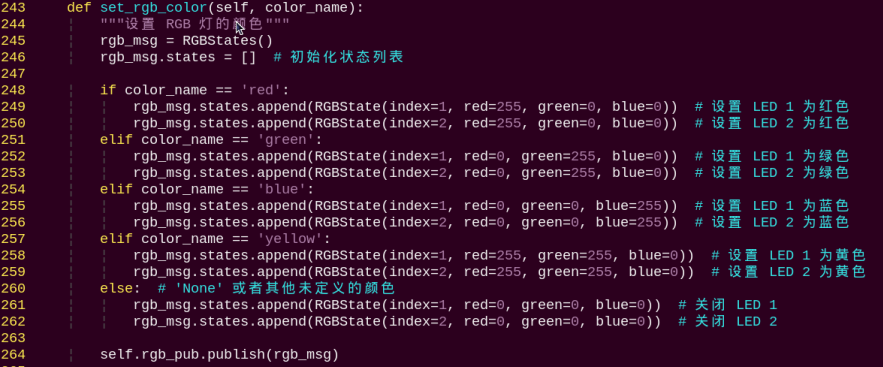 243     def set_rgb_color(self, color_name):
244         """设置 RGB 灯的颜色"""
245         rgb_msg = RGBStates()
246         rgb_msg.states = []  # 初始化状态列表
247
248         if color_name == 'red':
249             rgb_msg.states.append(RGBState(index=1, red=255, green=0, blue=0))  # 设置 LED 1 为红色
250             rgb_msg.states.append(RGBState(index=2, red=255, green=0, blue=0))  # 设置 LED 2 为红色
251         elif color_name == 'green':
252             rgb_msg.states.append(RGBState(index=1, red=0, green=255, blue=0))  # 设置 LED 1 为绿色
253             rgb_msg.states.append(RGBState(index=2, red=0, green=255, blue=0))  # 设置 LED 2 为绿色
254         elif color_name == 'blue':
255             rgb_msg.states.append(RGBState(index=1, red=0, green=0, blue=255))  # 设置 LED 1 为蓝色
256             rgb_msg.states.append(RGBState(index=2, red=0, green=0, blue=255))  # 设置 LED 2 为蓝色
257         elif color_name == 'yellow':
258             rgb_msg.states.append(RGBState(index=1, red=255, green=255, blue=0))  # 设置 LED 1 为黄色
259             rgb_msg.states.append(RGBState(index=2, red=255, green=255, blue=0))  # 设置 LED 2 为黄色
260         else:  # 'None' 或者其他未定义的颜色
261             rgb_msg.states.append(RGBState(index=1, red=0, green=0, blue=0))  # 关闭 LED 1
262             rgb_msg.states.append(RGBState(index=2, red=0, green=0, blue=0))  # 关闭 LED 2
263
264         self.rgb_pub.publish(rgb_msg)